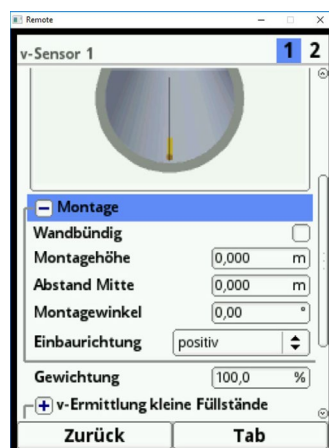 Remote
v-Sensor 1 1 2
Montage
Wandbündig
Montagehöhe 0,000 m
Abstand Mitte 0,000 m
Montagewinkel 0,00 °
Einbaurichtung positiv
Gewichtung 100,0 %
v-Ermittlung kleine Füllstände
Zurück Tab